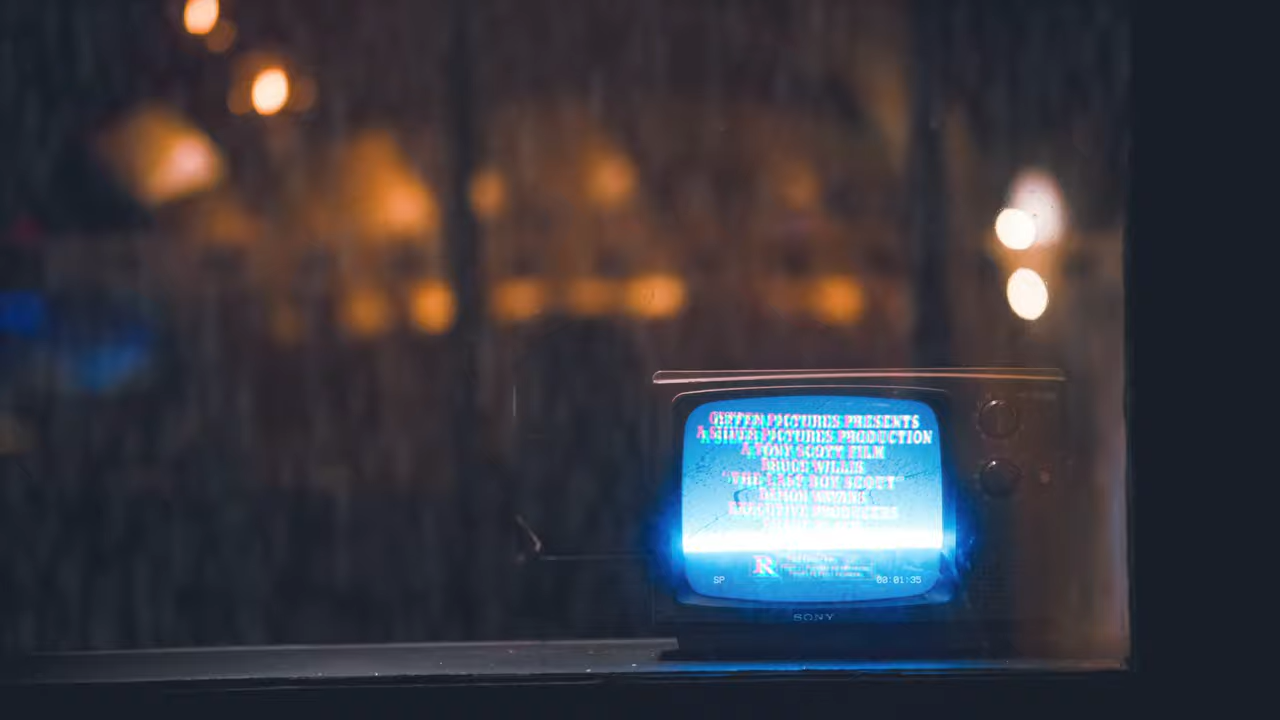 GEFFEN PICTURES PRESENTS
A SILVER PICTURES PRODUCTION
A TONY SCOTT FILM
BRUCE WILLIS
"THE LAST BOY SCOUT"
DAMON WAYANS
EXECUTIVE PRODUCERS
R
SP
00:01:35
SONY